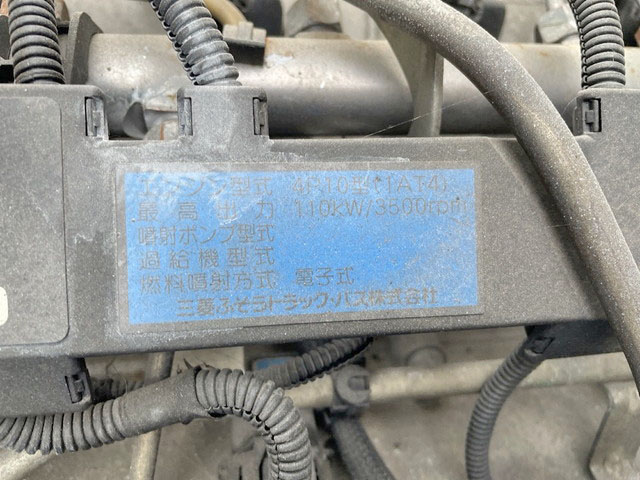 エンジン型式 4P10型(1AT4)
最高出力 110kW/3500rpm
噴射ポンプ型式
過給機型式
燃料噴射方式 電子式
三菱ふそうトラック・バス株式会社